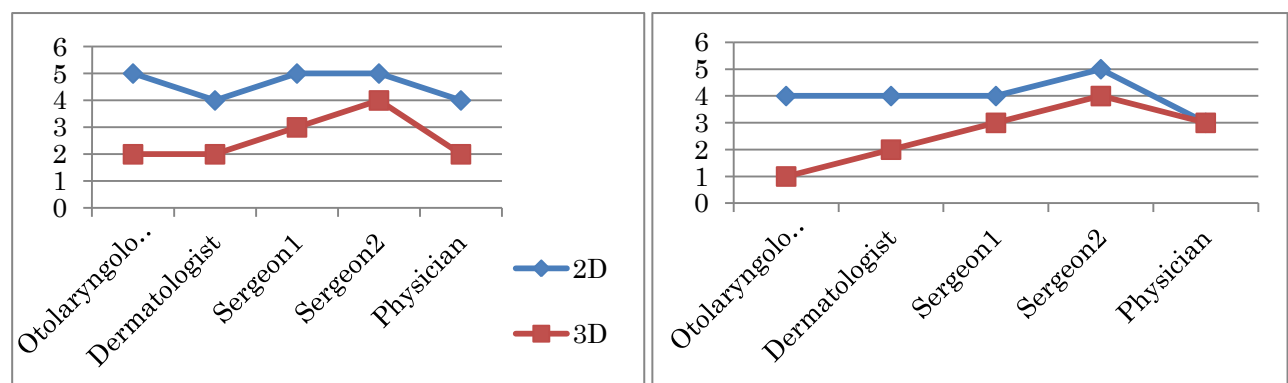 6
5
4
3
2
1
0
Otolaryngolo..
Dermatologist
Sergeon1
Sergeon2
Physician
2D
3D
6
5
4
3
2
1
0
Otolaryngolo..
Dermatologist
Sergeon1
Sergeon2
Physician